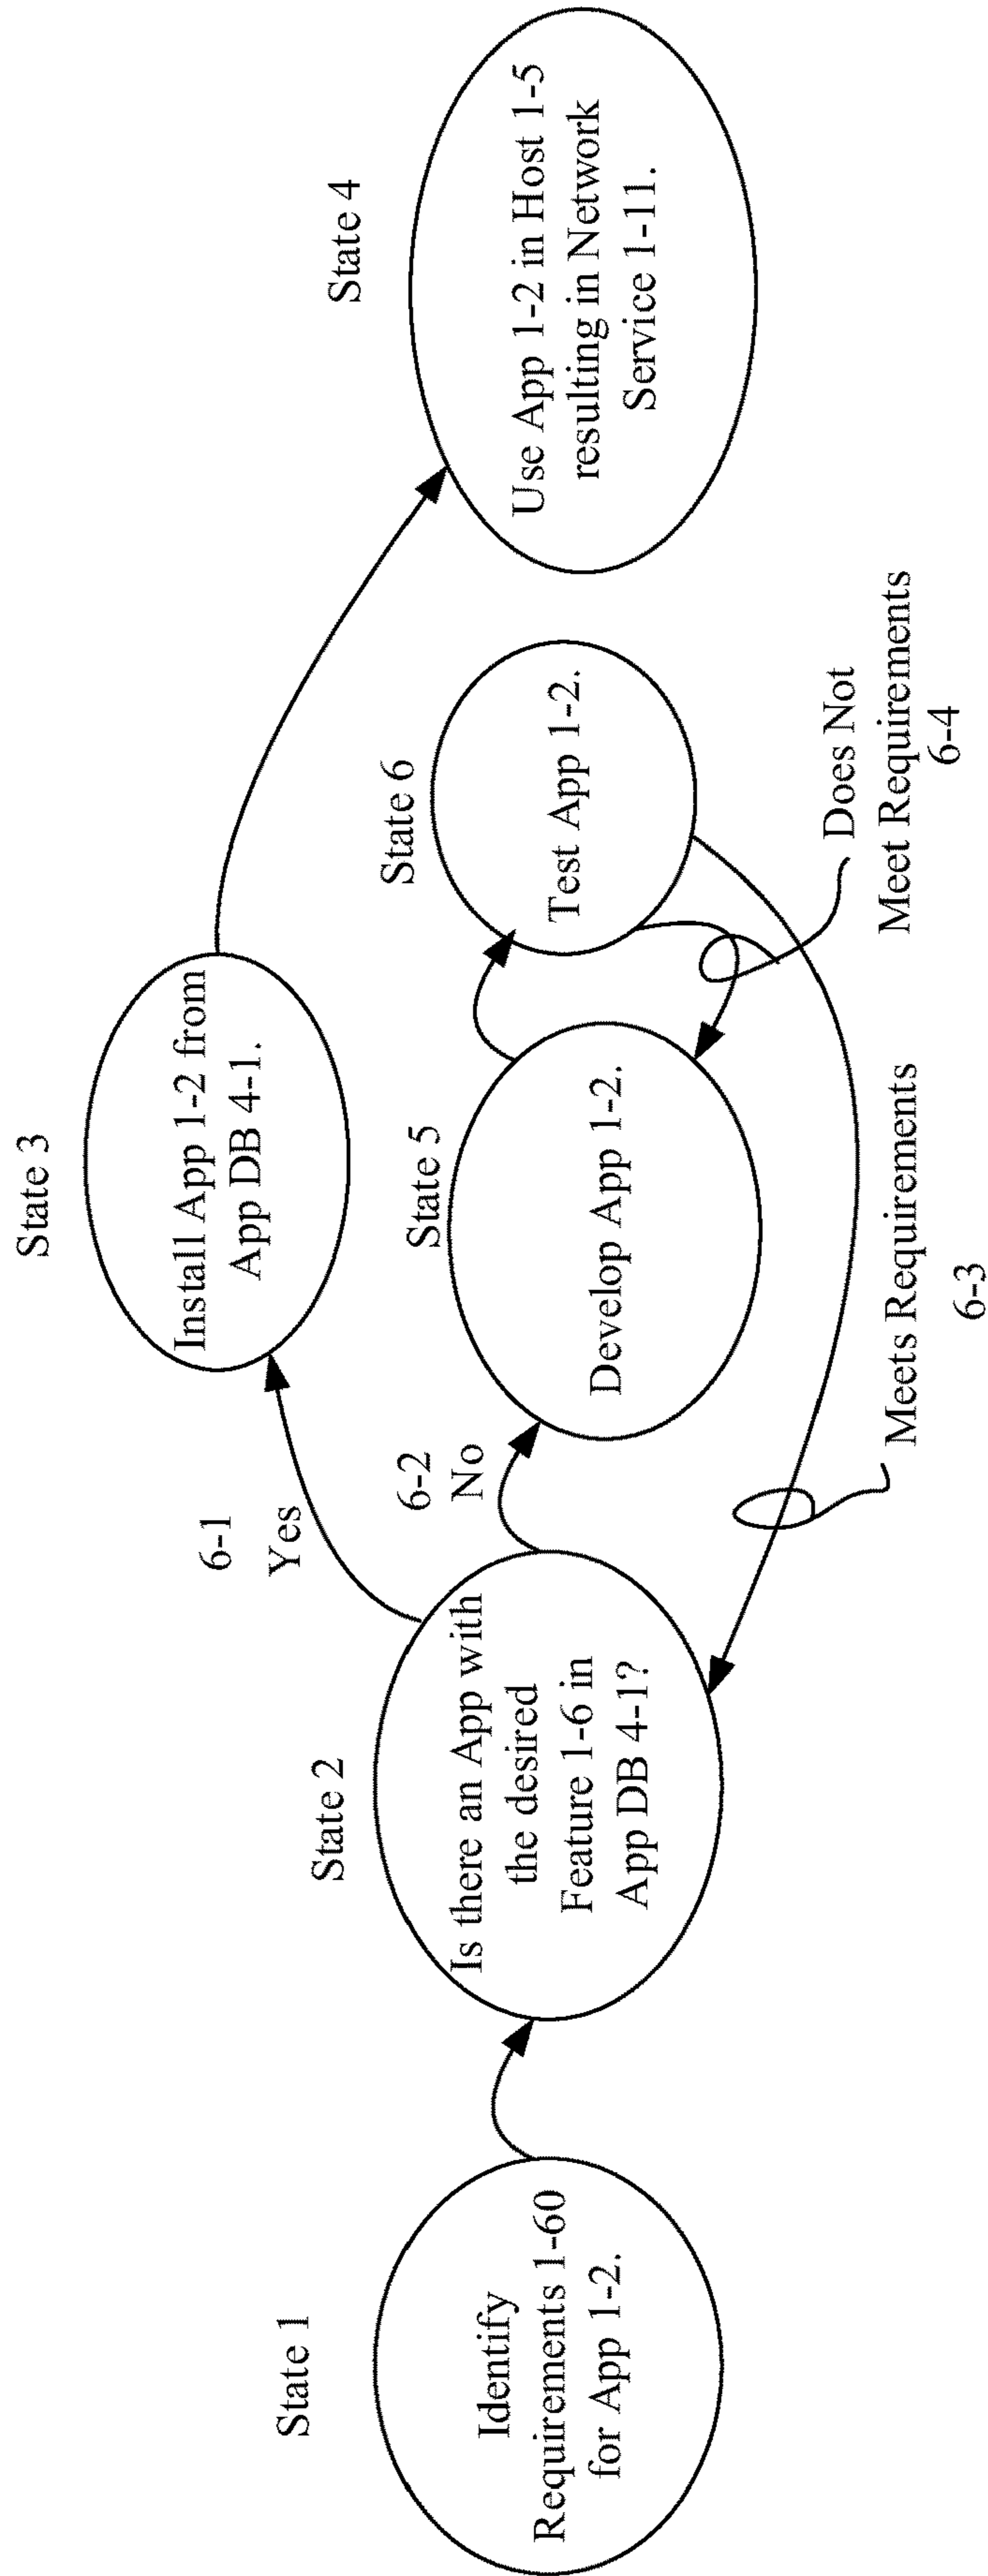 State 1
Identify
Requirements 1-60
for App 1-2.
State 2
Is there an App with
the desired
Feature 1-6 in
App DB 4-1?
6-1
Yes
6-2
No
State 3
Install App 1-2 from
App DB 4-1.
State 5
Develop App 1-2.
State 6
Test App 1-2.
State 4
Use App 1-2 in Host 1-5
resulting in Network
Service 1-11.
Meets Requirements
6-3
Does Not
Meet Requirements
6-4